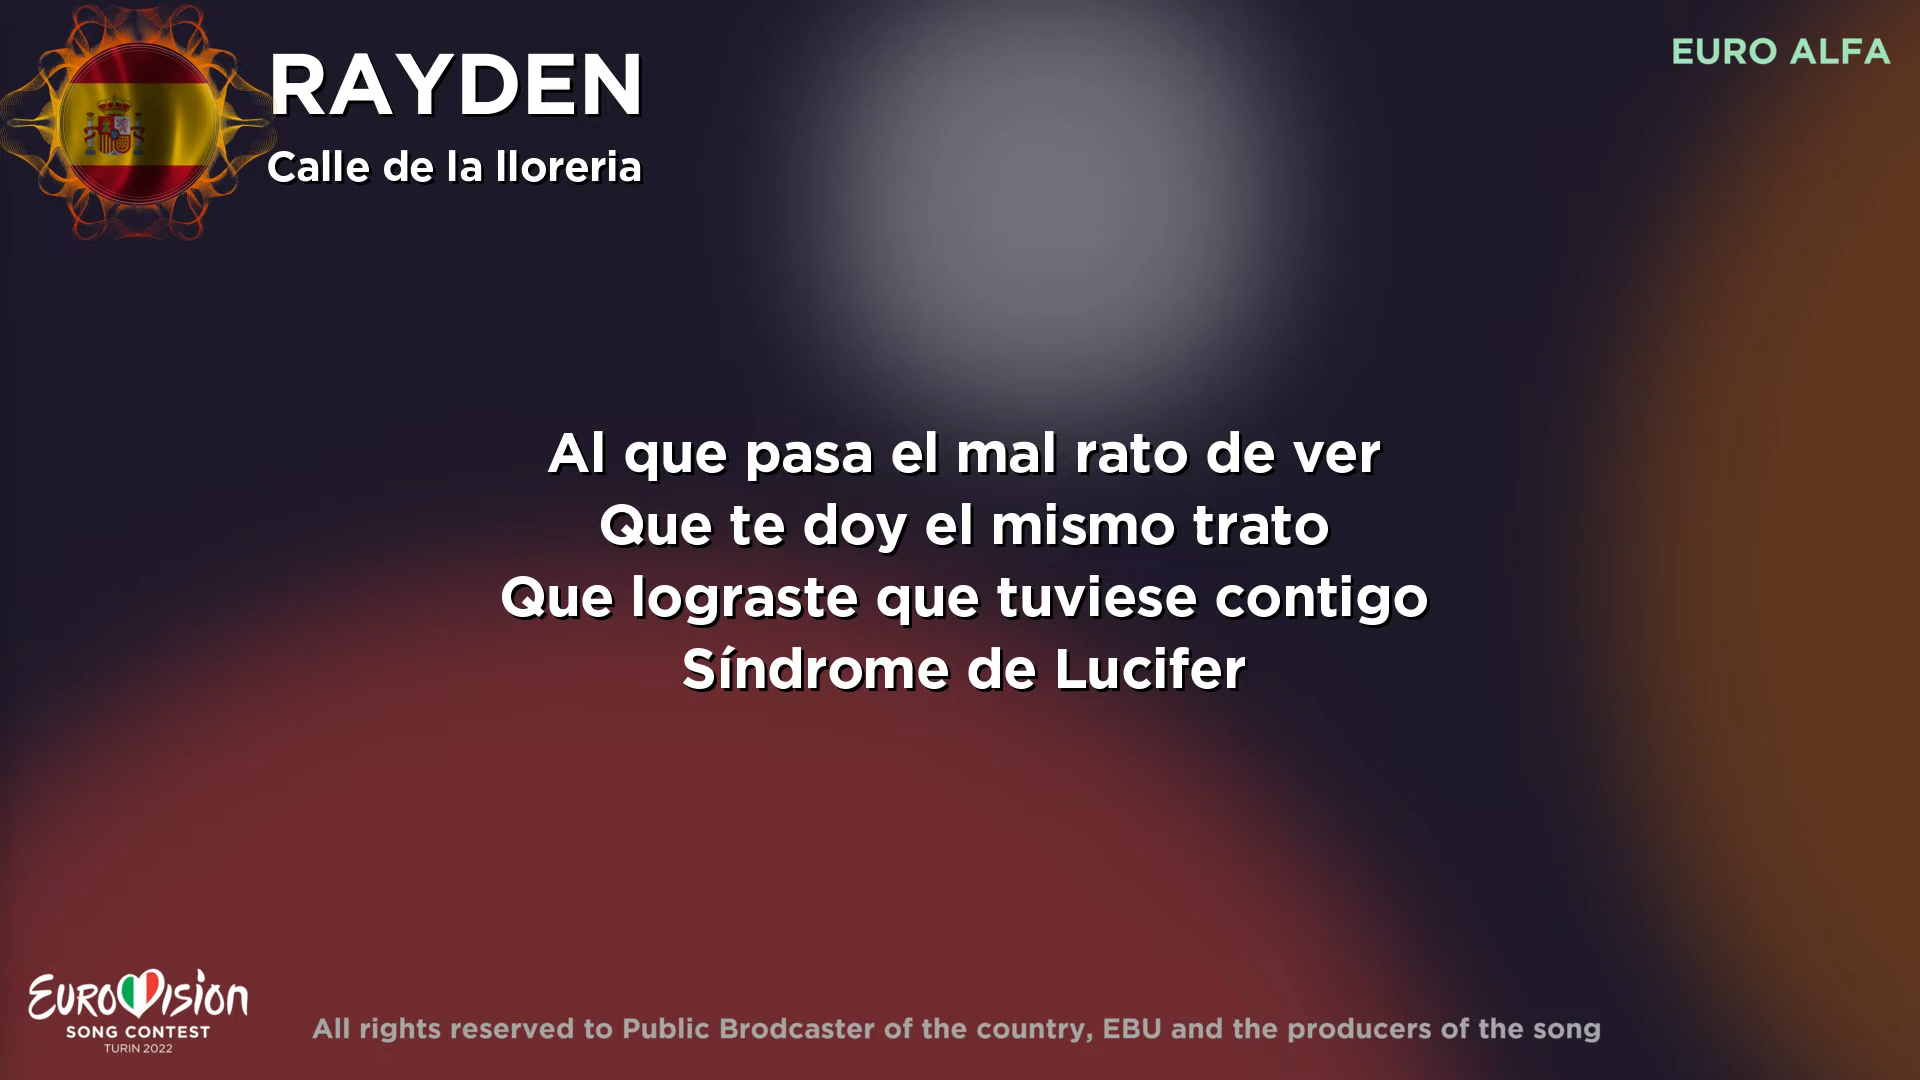 RAYDEN
EURO ALFA
Calle de la lloreria
Al que pasa el mal rato de ver
Que te doy el mismo trato
Que lograste que tuviese contigo
Síndrome de Lucifer
EUROVISION
SONG CONTEST
TURIN 2022
All rights reserved to Public Brodcaster of the country, EBU and the producers of the song